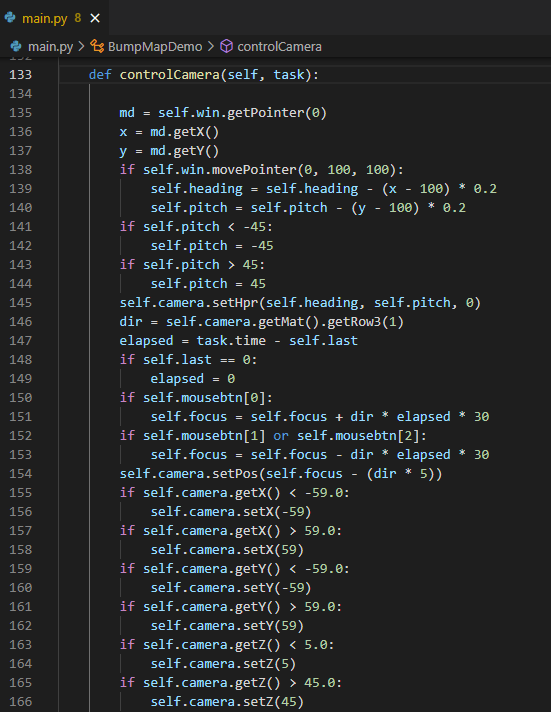 main.py 8 ×
main.py > BumpMapDemo > controlCamera
132
133 def controlCamera(self, task):
134
135 md = self.win.getPointer(0)
136 x = md.getX()
137 y = md.getY()
138 if self.win.movePointer(0, 100, 100):
139 self.heading = self.heading - (x - 100) * 0.2
140 self.pitch = self.pitch - (y - 100) * 0.2
141 if self.pitch < -45:
142 self.pitch = -45
143 if self.pitch > 45:
144 self.pitch = 45
145 self.camera.setHpr(self.heading, self.pitch, 0)
146 dir = self.camera.getMat().getRow3(1)
147 elapsed = task.time - self.last
148 if self.last == 0:
149 elapsed = 0
150 if self.mousebtn[0]:
151 self.focus = self.focus + dir * elapsed * 30
152 if self.mousebtn[1] or self.mousebtn[2]:
153 self.focus = self.focus - dir * elapsed * 30
154 self.camera.setPos(self.focus - (dir * 5))
155 if self.camera.getX() < -59.0:
156 self.camera.setX(-59)
157 if self.camera.getX() > 59.0:
158 self.camera.setX(59)
159 if self.camera.getY() < -59.0:
160 self.camera.setY(-59)
161 if self.camera.getY() > 59.0:
162 self.camera.setY(59)
163 if self.camera.getZ() < 5.0:
164 self.camera.setZ(5)
165 if self.camera.getZ() > 45.0:
166 self.camera.setZ(45)